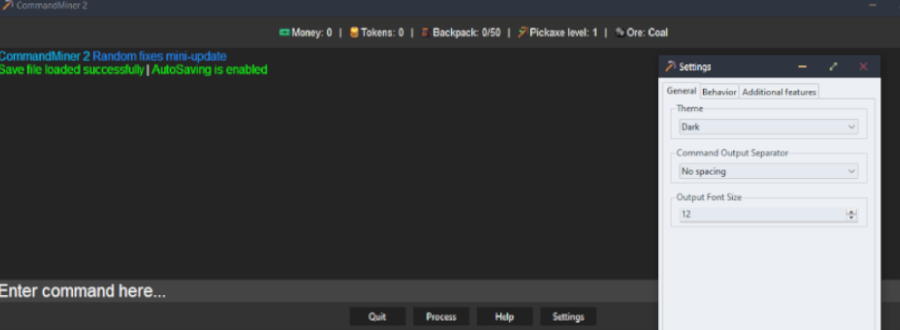 CommandMiner 2
Money: 0 | Tokens: 0 | Backpack: 0/50 | Pickaxe level: 1 | Ore: Coal
CommandMiner 2 Random fixes mini-update
Save file loaded successfully | AutoSaving is enabled
Settings
General Behavior Additional features
Theme
Dark
Command Output Separator
No spacing
Output Font Size
12
Enter command here...
Quit Process Help Settings